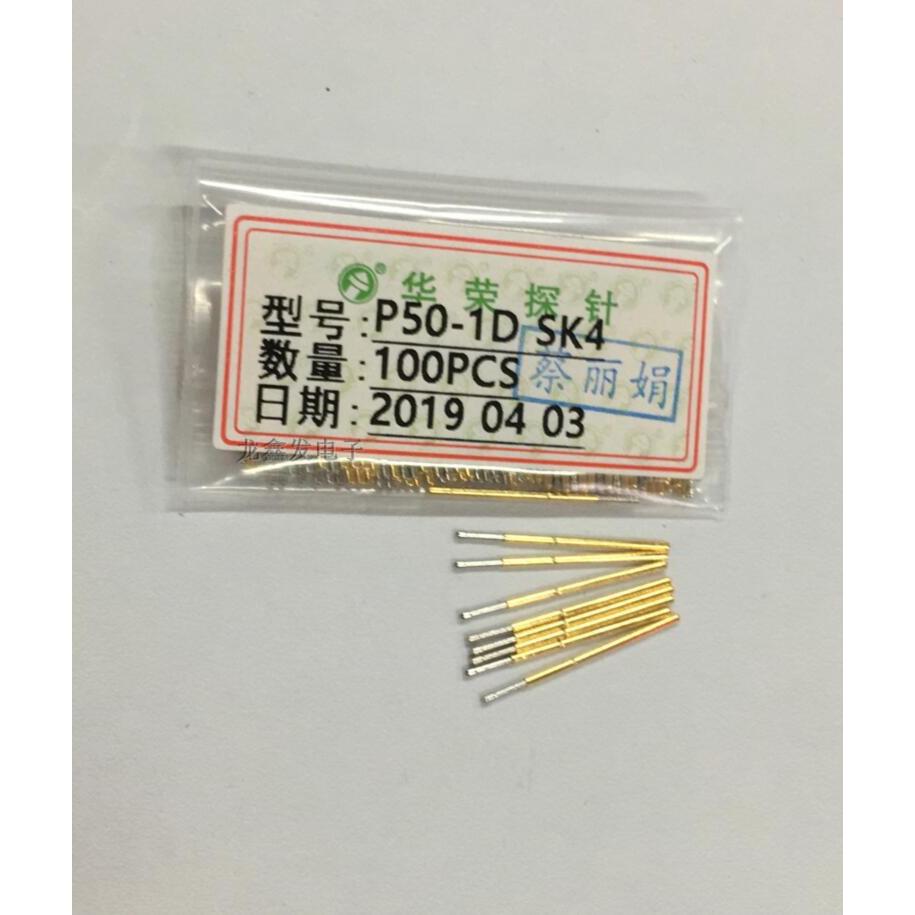 ® 华荣探针
型号:P50-1D SK4
数量:100PCS
蔡丽娟
日期:2019 04 03
龙鑫发电子